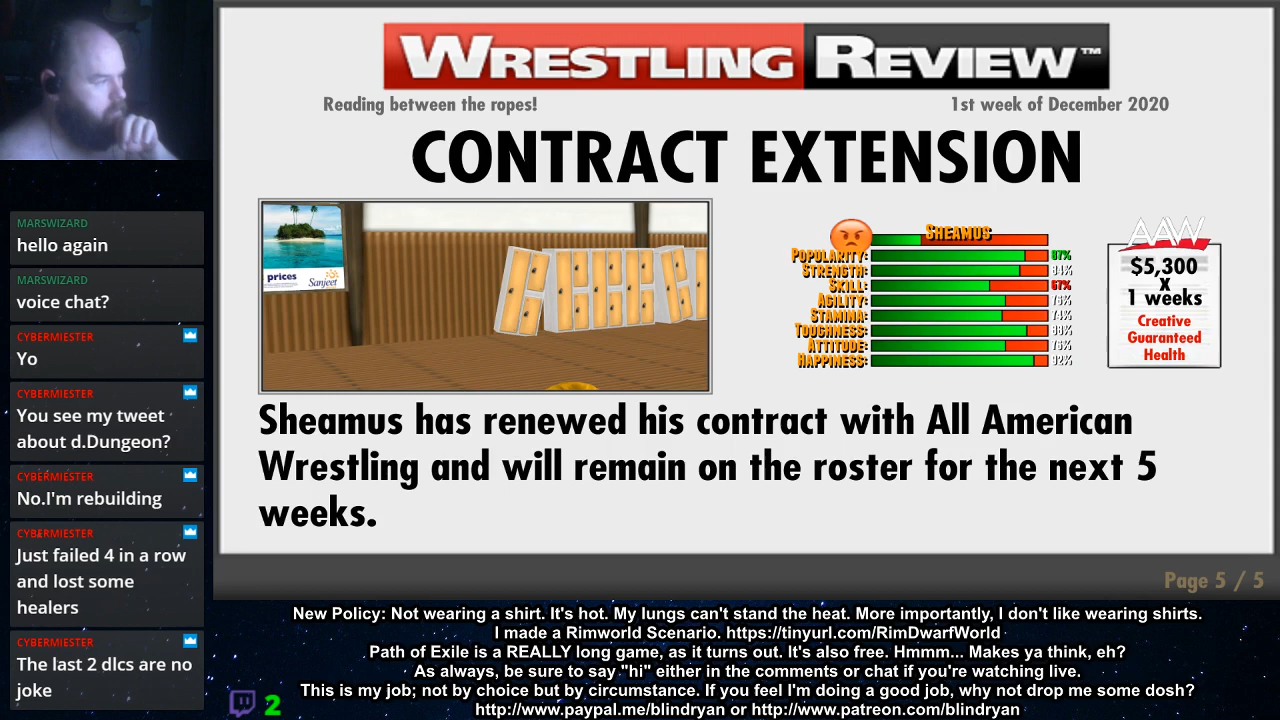 WRESTLING REVIEW™
Reading between the ropes!
1st week of December 2020
CONTRACT EXTENSION
prices
Sanjeet
SHEAMUS
POPULARITY: 87%
STRENGTH: 84%
SKILL: 67%
AGILITY: 76%
STAMINA: 74%
TOUGHNESS: 88%
ATTITUDE: 76%
HAPPINESS: 92%
AAW
$5,300
X
1 weeks
Creative
Guaranteed
Health
Sheamus has renewed his contract with All American
Wrestling and will remain on the roster for the next 5
weeks.
Page 5 / 5
MARSWIZARD
hello again
MARSWIZARD
voice chat?
CYBERMIESTER
Yo
CYBERMIESTER
You see my tweet
about d.Dungeon?
CYBERMIESTER
No.I'm rebuilding
CYBERMIESTER
Just failed 4 in a row
and lost some
healers
CYBERMIESTER
The last 2 dlcs are no
joke
2
New Policy: Not wearing a shirt. It's hot. My lungs can't stand the heat. More importantly, I don't like wearing shirts.
I made a Rimworld Scenario. https://tinyurl.com/RimDwarfWorld
Path of Exile is a REALLY long game, as it turns out. It's also free. Hmmm... Makes ya think, eh?
As always, be sure to say "hi" either in the comments or chat if you're watching live.
This is my job; not by choice but by circumstance. If you feel I'm doing a good job, why not drop me some dosh?
http://www.paypal.me/blindryan or http://www.patreon.com/blindryan